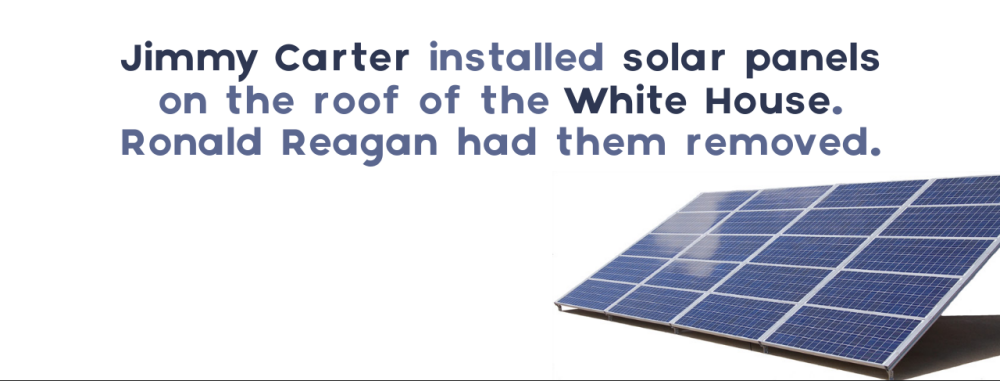 Jimmy Carter installed solar panels
on the roof of the White House.
Ronald Reagan had them removed.